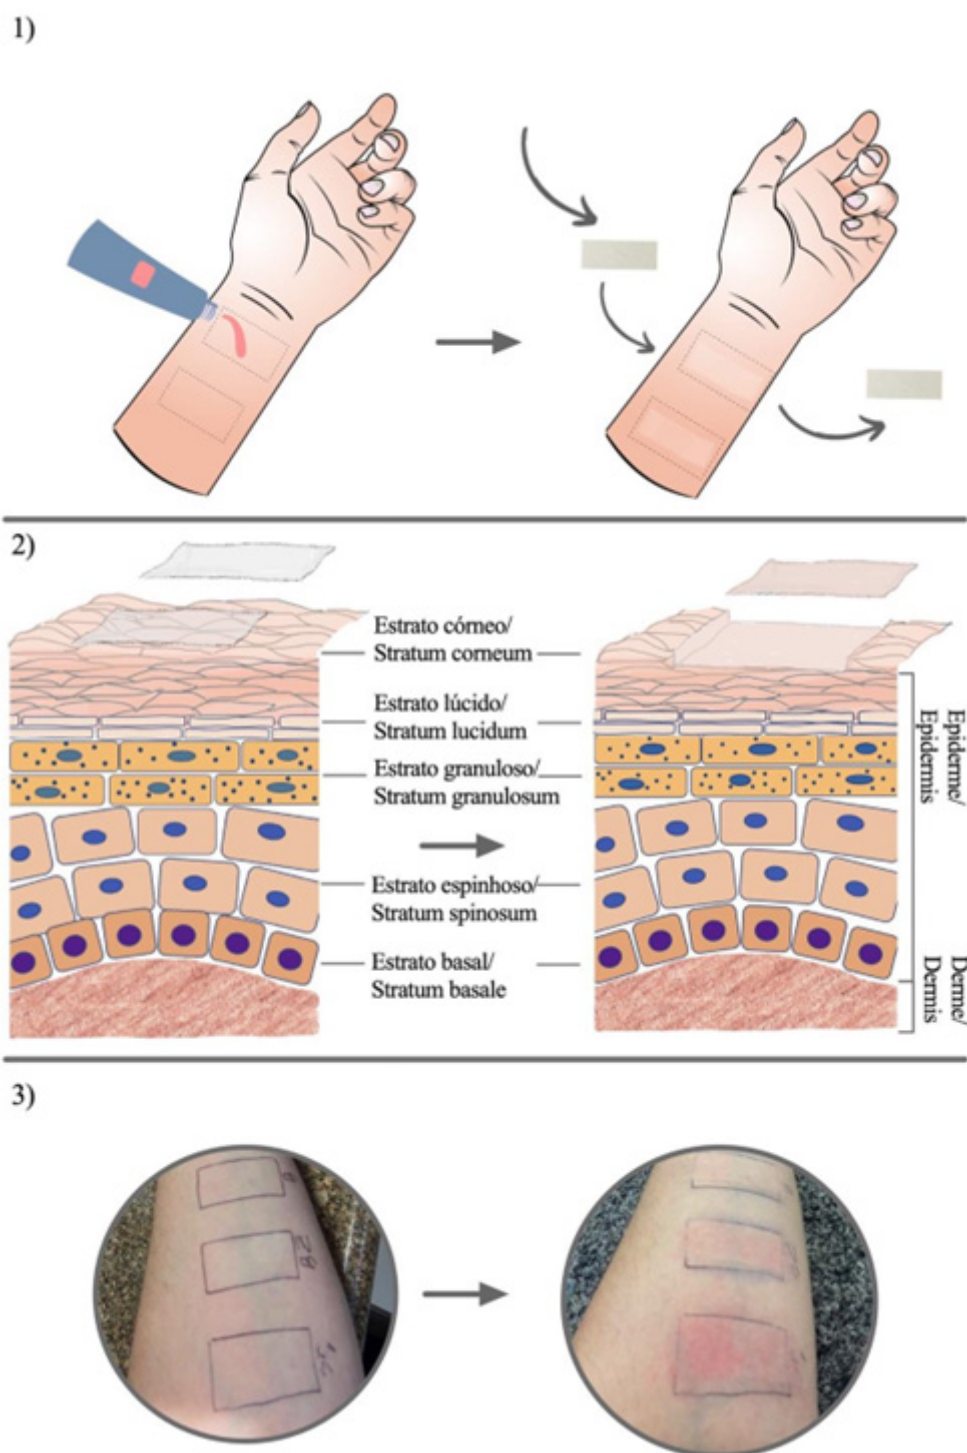 1)
2)
Estrato córneo/
Stratum corneum
Estrato lúcido/
Stratum lucidum
Estrato granuloso/
Stratum granulosum
Estrato espinhoso/
Stratum spinosum
Estrato basal/
Stratum basale
Epiderme/
Epidermis
Derme/
Dermis
3)